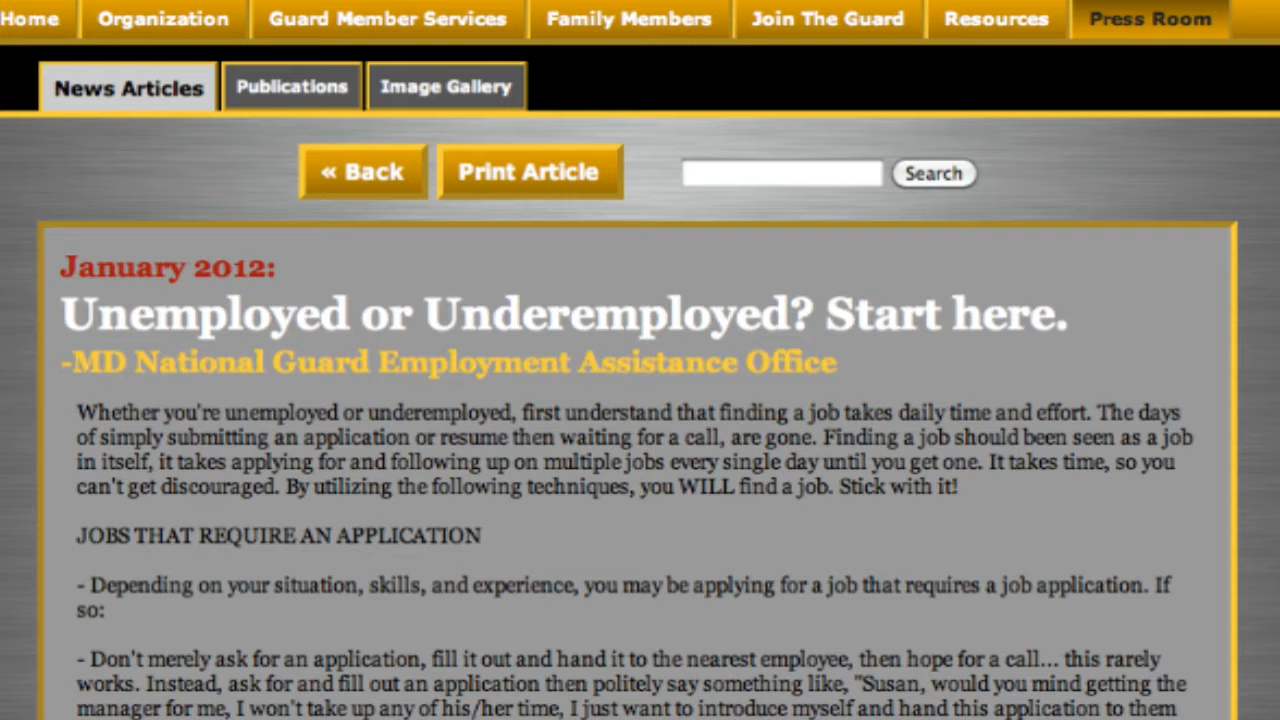 Home Organization Guard Member Services Family Members Join The Guard Resources Press Room
News Articles Publications Image Gallery
« Back Print Article Search
January 2012:
Unemployed or Underemployed? Start here.
-MD National Guard Employment Assistance Office
Whether you're unemployed or underemployed, first understand that finding a job takes daily time and effort. The days
of simply submitting an application or resume then waiting for a call, are gone. Finding a job should been seen as a job
in itself, it takes applying for and following up on multiple jobs every single day until you get one. It takes time, so you
can't get discouraged. By utilizing the following techniques, you WILL find a job. Stick with it!
JOBS THAT REQUIRE AN APPLICATION
- Depending on your situation, skills, and experience, you may be applying for a job that requires a job application. If
so:
- Don't merely ask for an application, fill it out and hand it to the nearest employee, then hope for a call... this rarely
works. Instead, ask for and fill out an application then politely say something like, "Susan, would you mind getting the
manager for me, I won't take up any of his/her time, I just want to introduce myself and hand this application to them